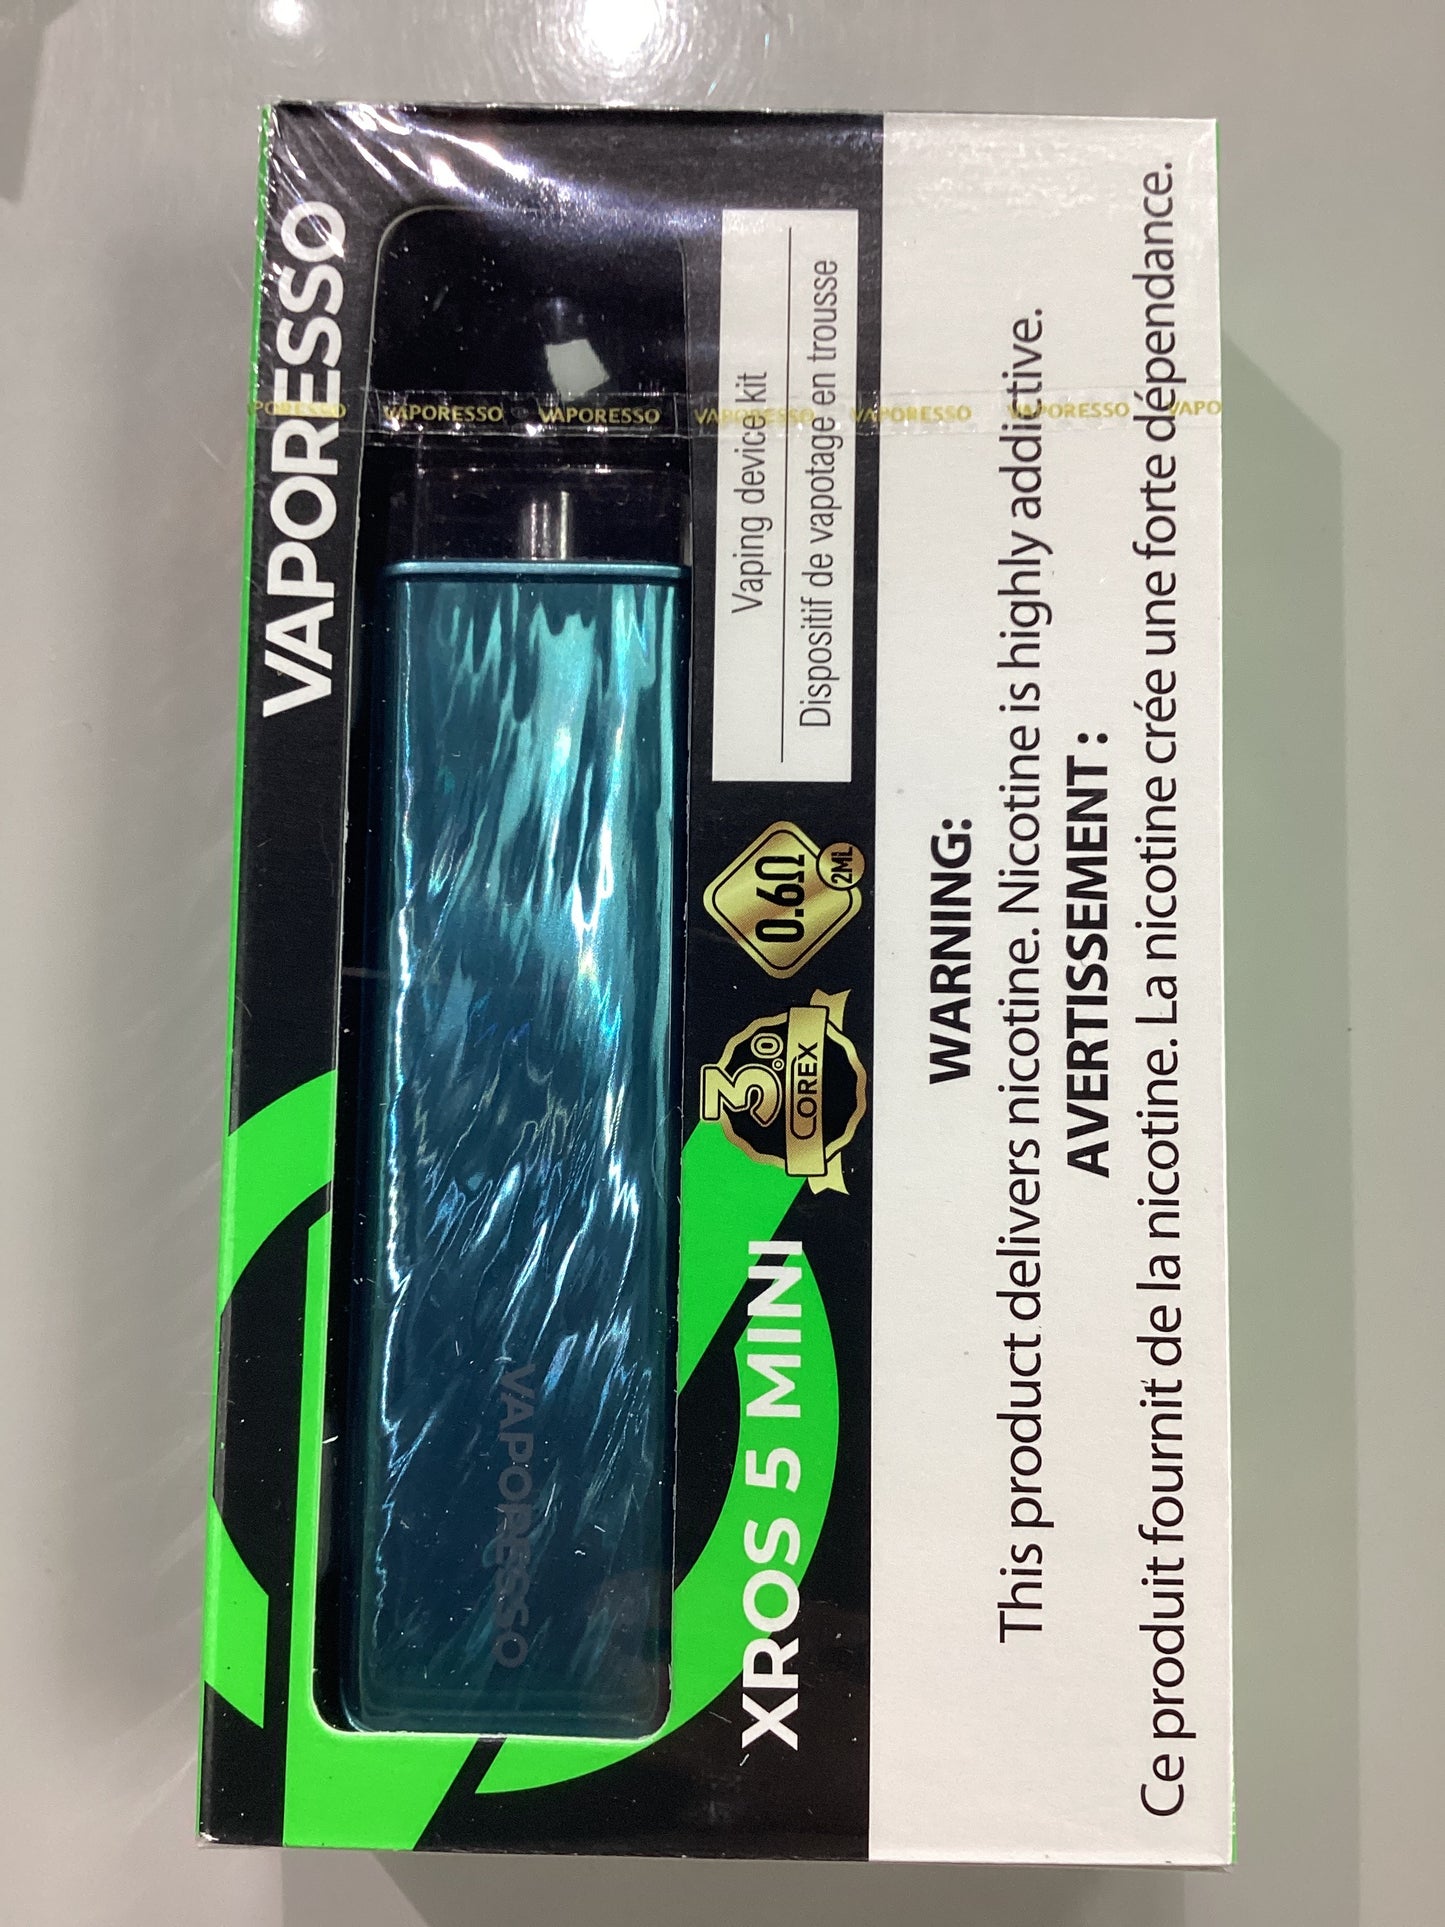 VAPORESSO
VAPORESSO VAPORESSO VAPORESSO VAPORESSO VAPORESSO VAPORESSO VAPO
VAPORESSO
XROS 5 MINI
3.0
COREX
0.6Ω
2ML
Vaping device kit
Dispositif de vapotage en trousse
WARNING:
This product delivers nicotine. Nicotine is highly addictive.
AVERTISSEMENT :
Ce produit fournit de la nicotine. La nicotine crée une forte dépendance.